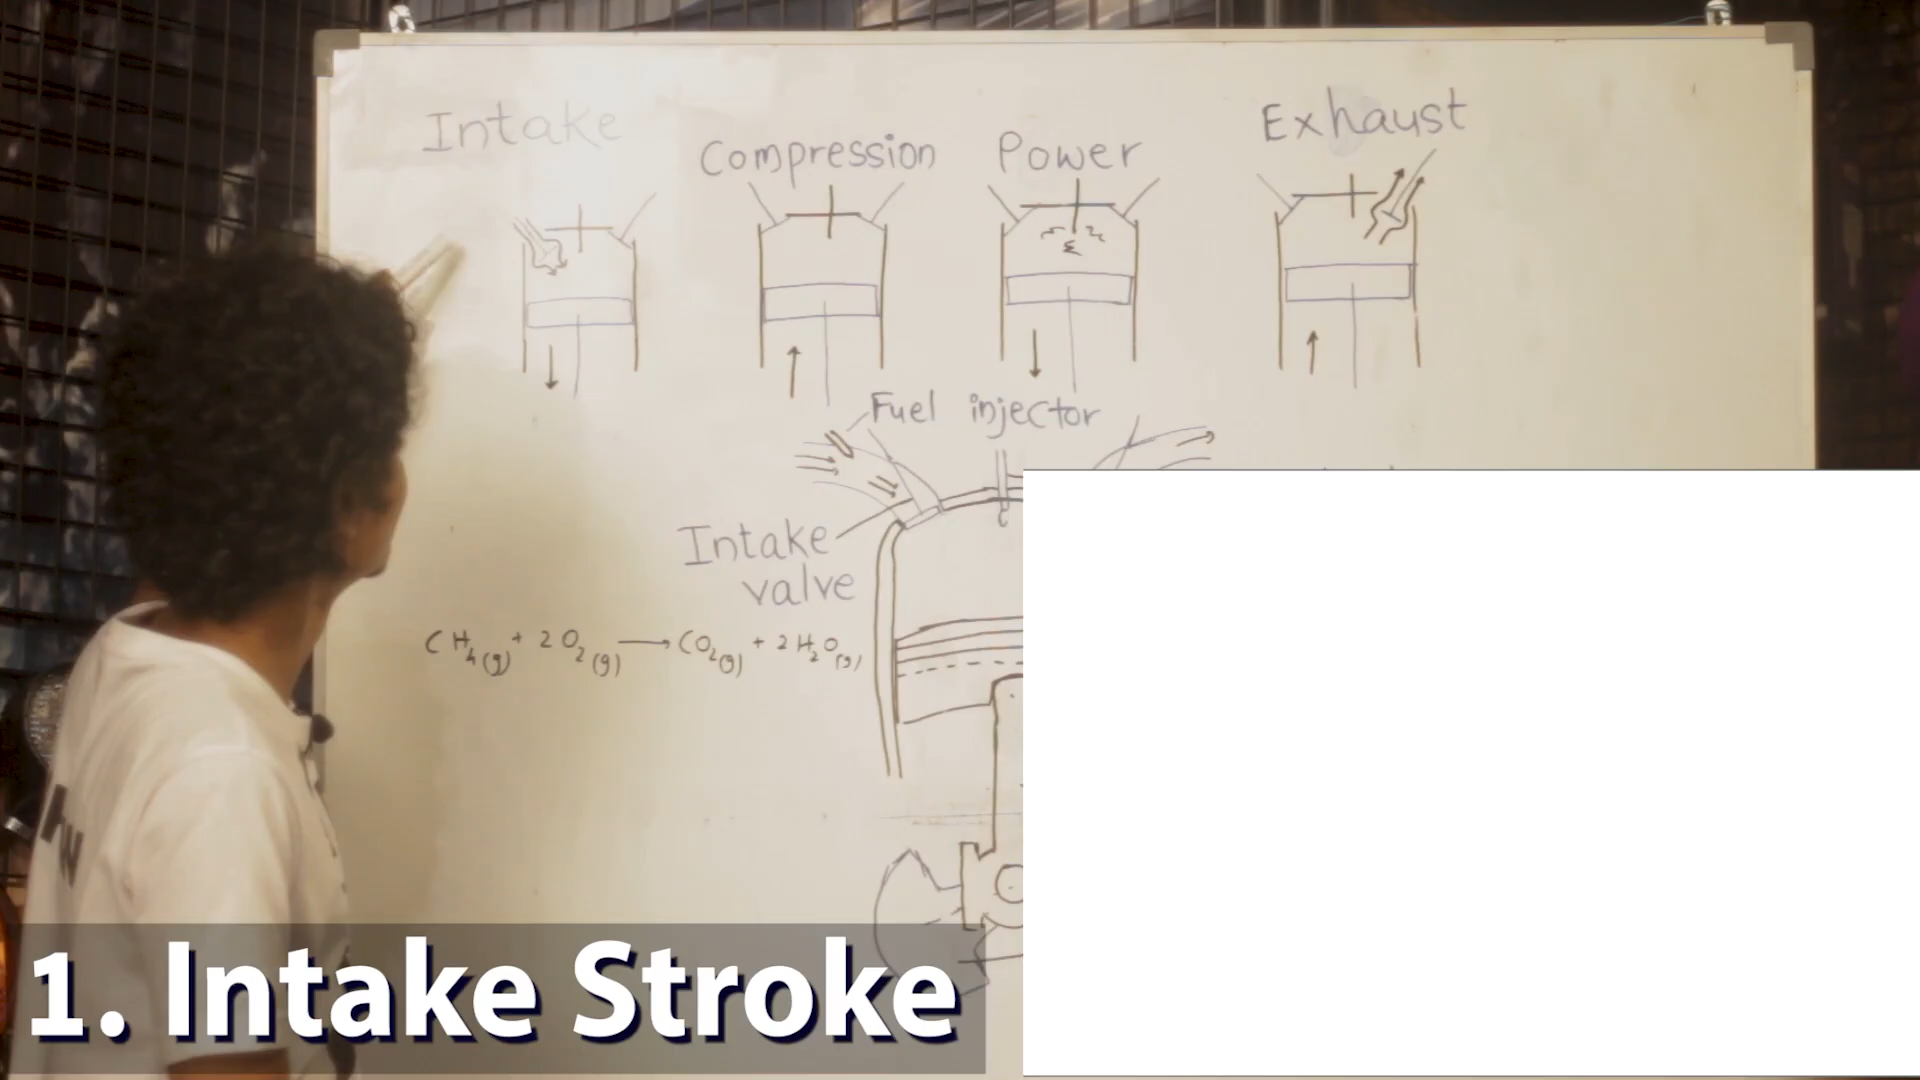 Intake
Compression
Power
Exhaust
Fuel injector
Intake
valve
CH₄(g) + 2O₂(g) ⟶ CO₂(g) + 2H₂O(g)
1. Intake Stroke